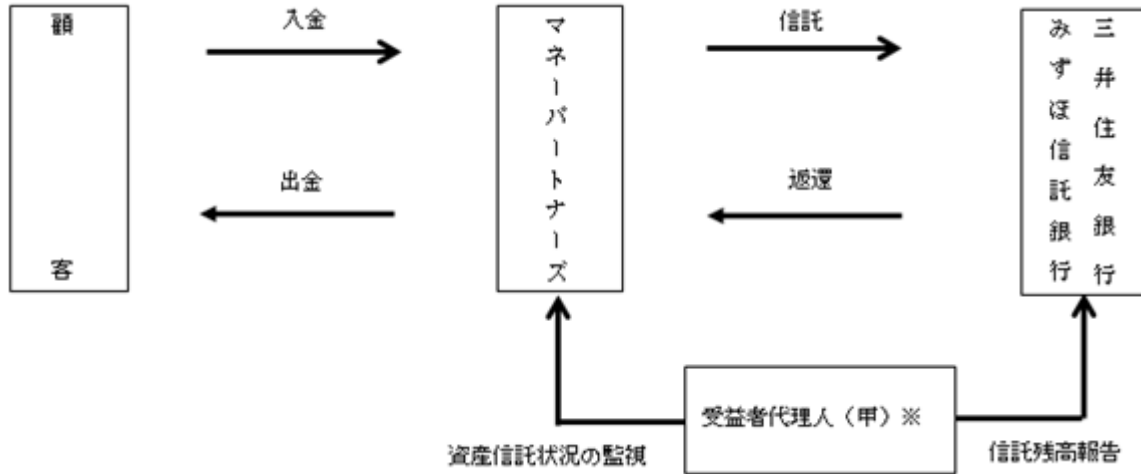 顧客
入金
出金
マネーパートナーズ
信託
返還
三井住友銀行
みずほ信託銀行
受益者代理人（甲）※
資産信託状況の監視
信託残高報告